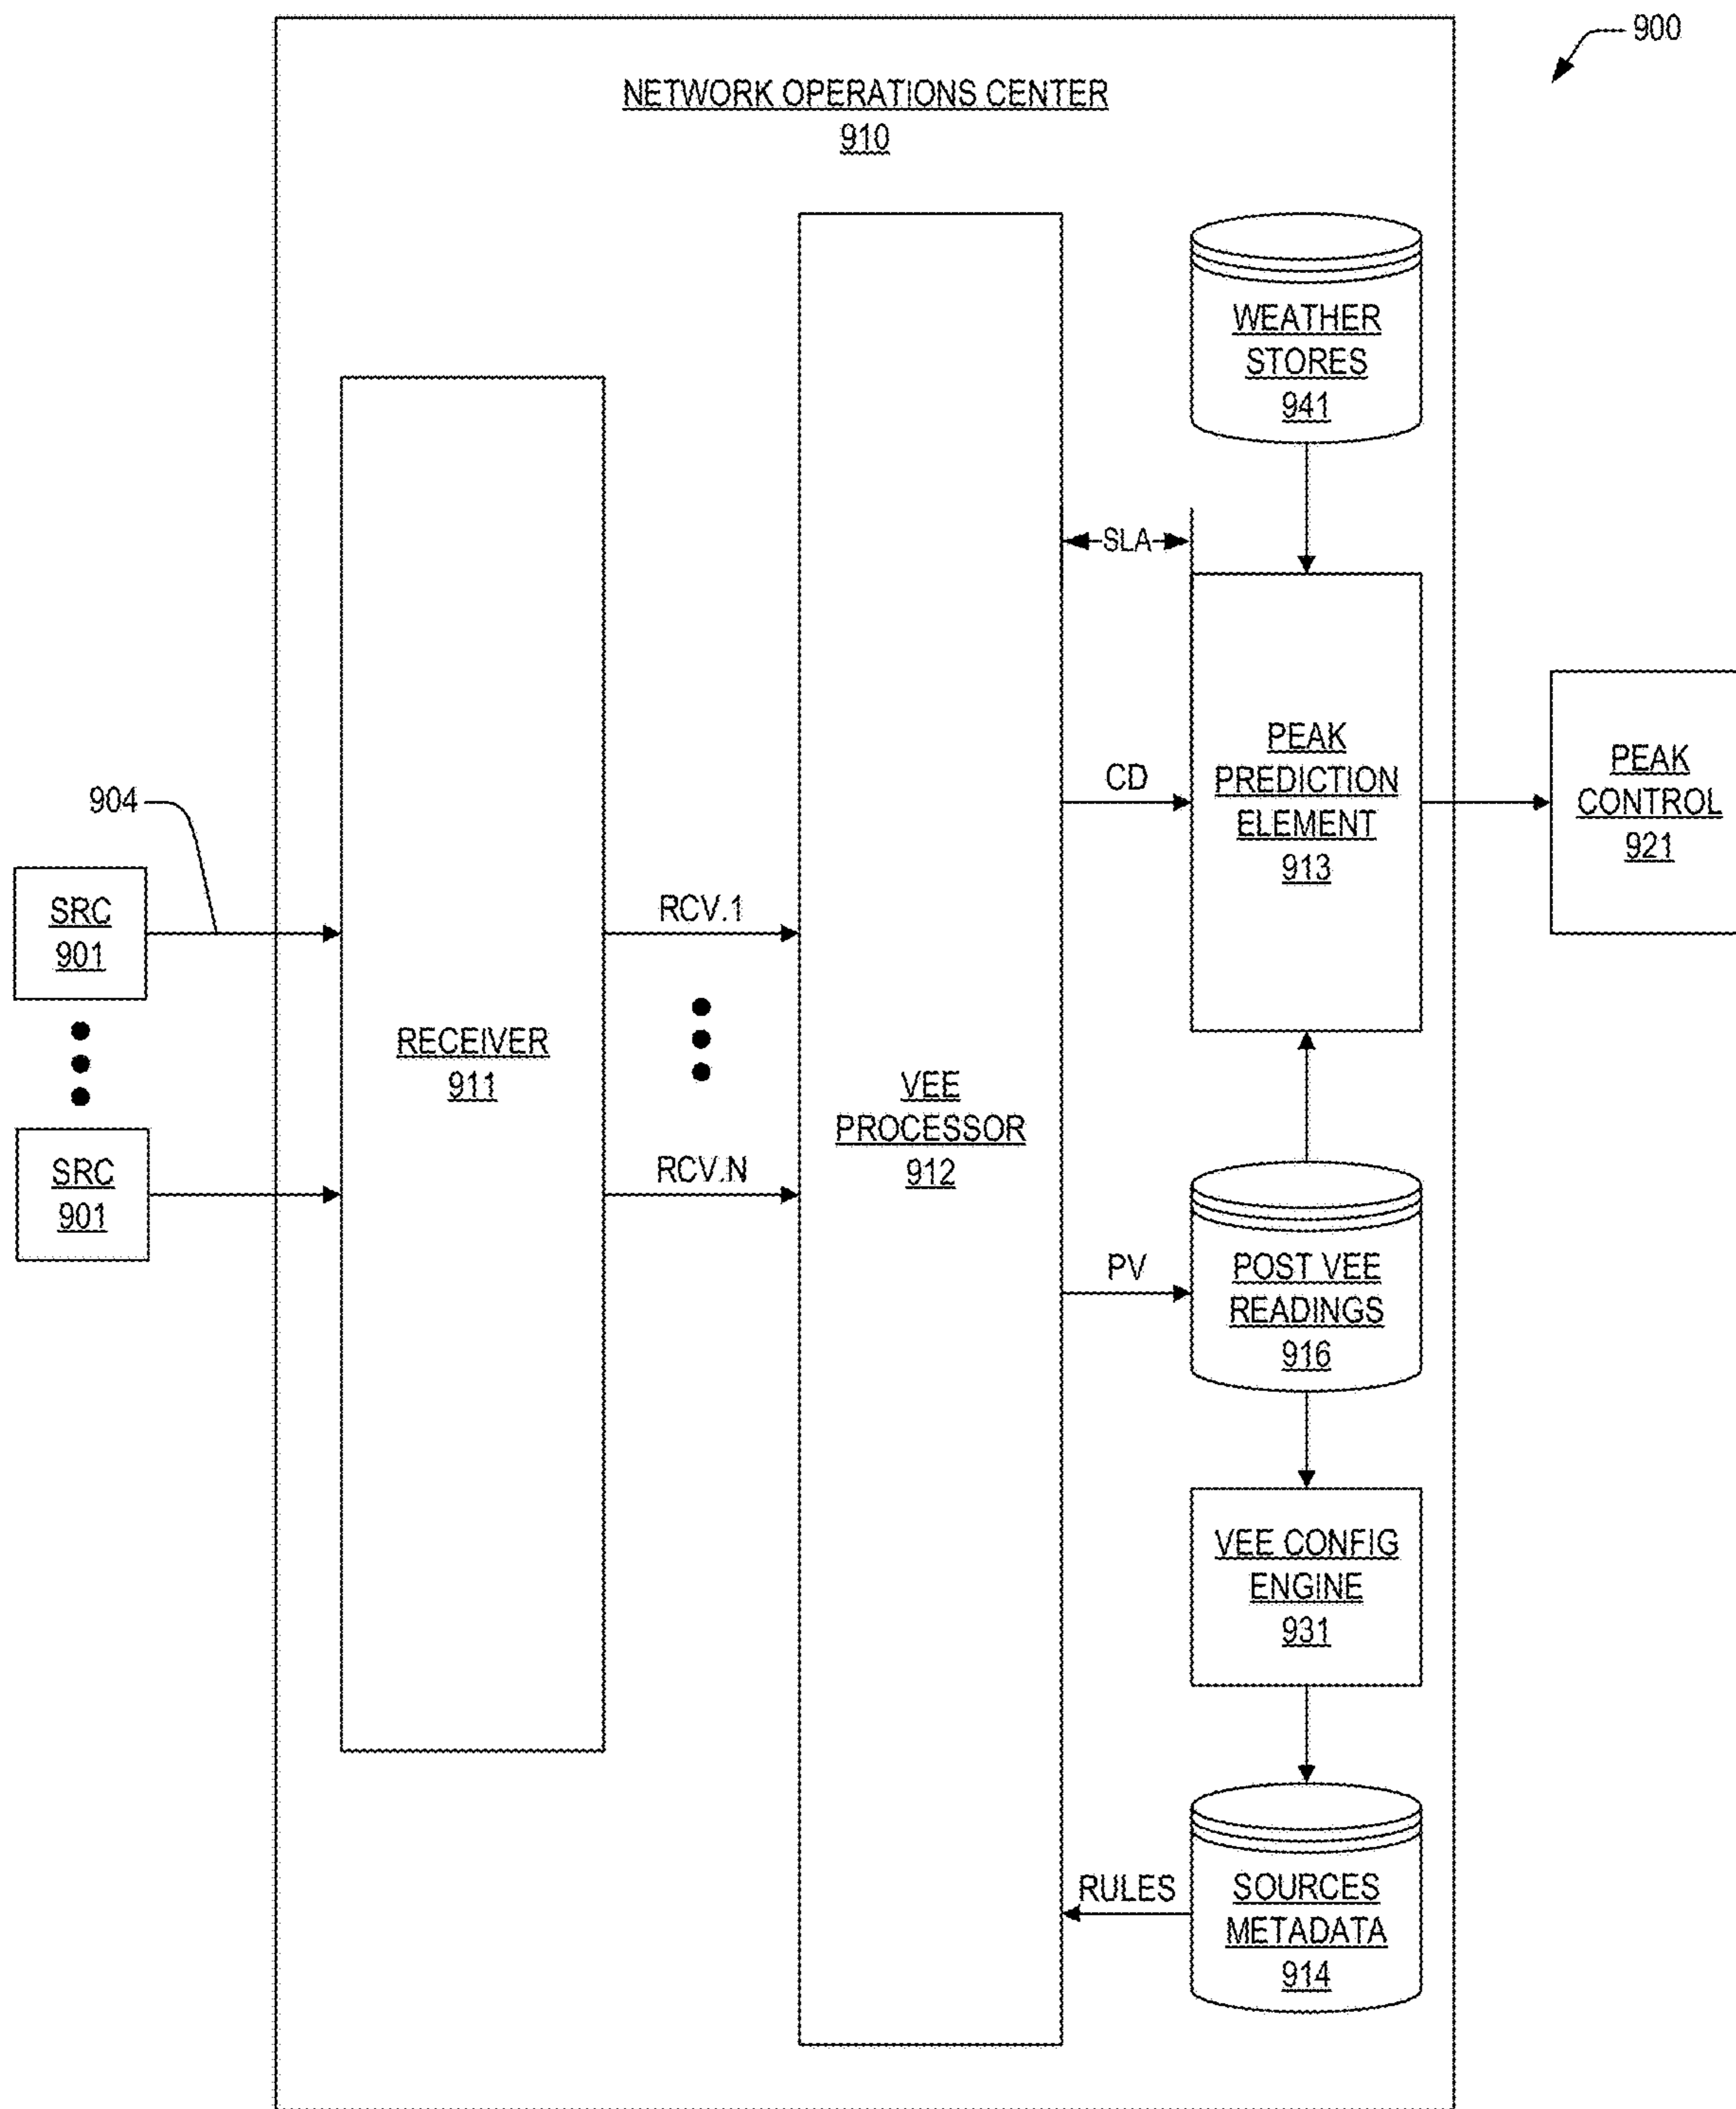 900
NETWORK OPERATIONS CENTER
910
WEATHER
STORES
941
SLA
PEAK
PREDICTION
ELEMENT
913
CD
PEAK
CONTROL
921
904
SRC
901
RCV.1
RECEIVER
911
VEE
PROCESSOR
912
SRC
901
RCV.N
PV
POST VEE
READINGS
916
VEE CONFIG
ENGINE
931
RULES
SOURCES
METADATA
914